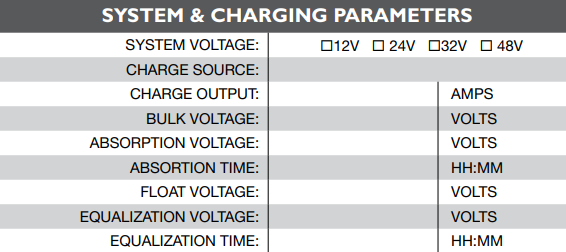 SYSTEM & CHARGING PARAMETERS
SYSTEM VOLTAGE: ☐12V ☐ 24V ☐32V ☐ 48V
CHARGE SOURCE:
CHARGE OUTPUT: AMPS
BULK VOLTAGE: VOLTS
ABSORPTION VOLTAGE: VOLTS
ABSORTION TIME: HH:MM
FLOAT VOLTAGE: VOLTS
EQUALIZATION VOLTAGE: VOLTS
EQUALIZATION TIME: HH:MM